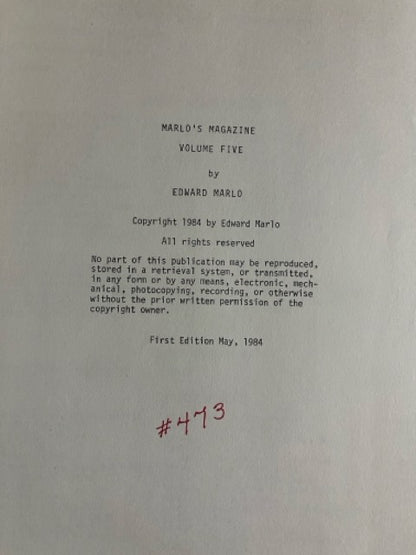 MARLO'S MAGAZINE
VOLUME FIVE
by
EDWARD MARLO
Copyright 1984 by Edward Marlo
All rights reserved
No part of this publication may be reproduced,
stored in a retrieval system, or transmitted,
in any form or by any means, electronic, mech-
anical, photocopying, recording, or otherwise
without the prior written permission of the
copyright owner.
First Edition May, 1984
#473